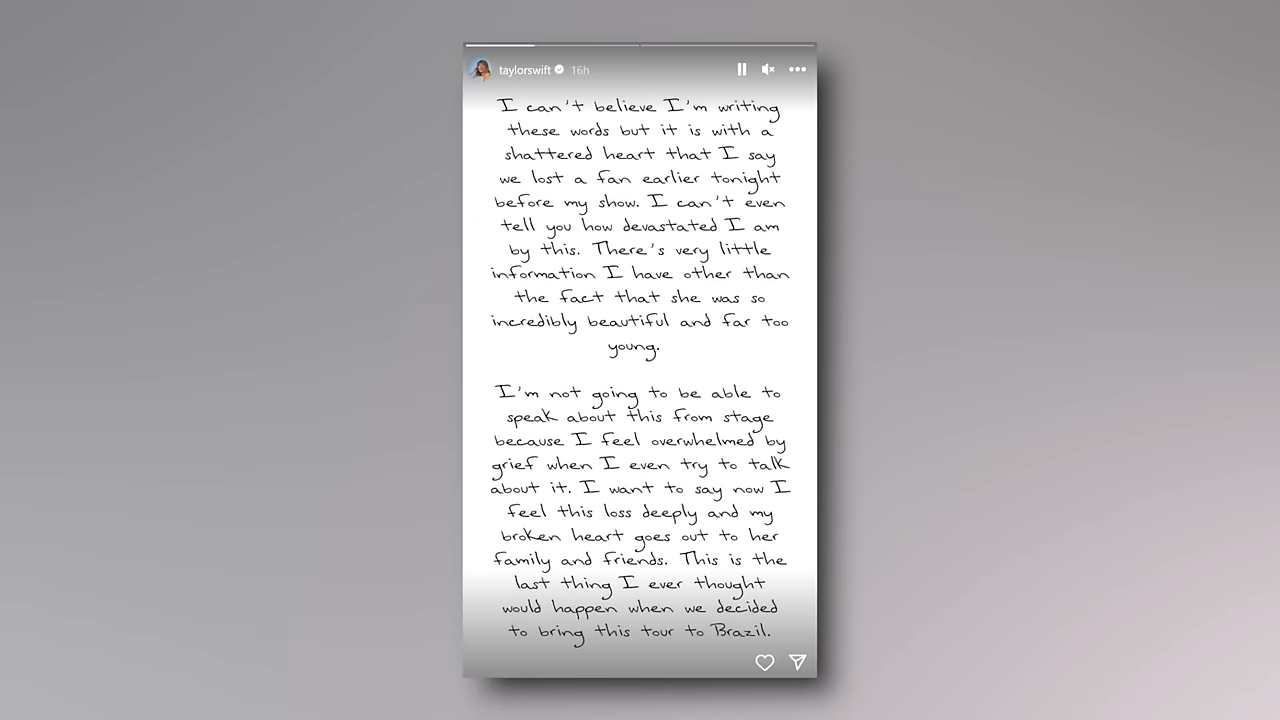 taylorswift 16h
I can't believe I'm writing
these words but it is with a
shattered heart that I say
we lost a fan earlier tonight
before my show. I can't even
tell you how devastated I am
by this. There's very little
information I have other than
the fact that she was so
incredibly beautiful and far too
young.
I'm not going to be able to
speak about this from stage
because I feel overwhelmed by
grief when I even try to talk
about it. I want to say now I
feel this loss deeply and my
broken heart goes out to her
family and friends. This is the
last thing I ever thought
would happen when we decided
to bring this tour to Brazil.